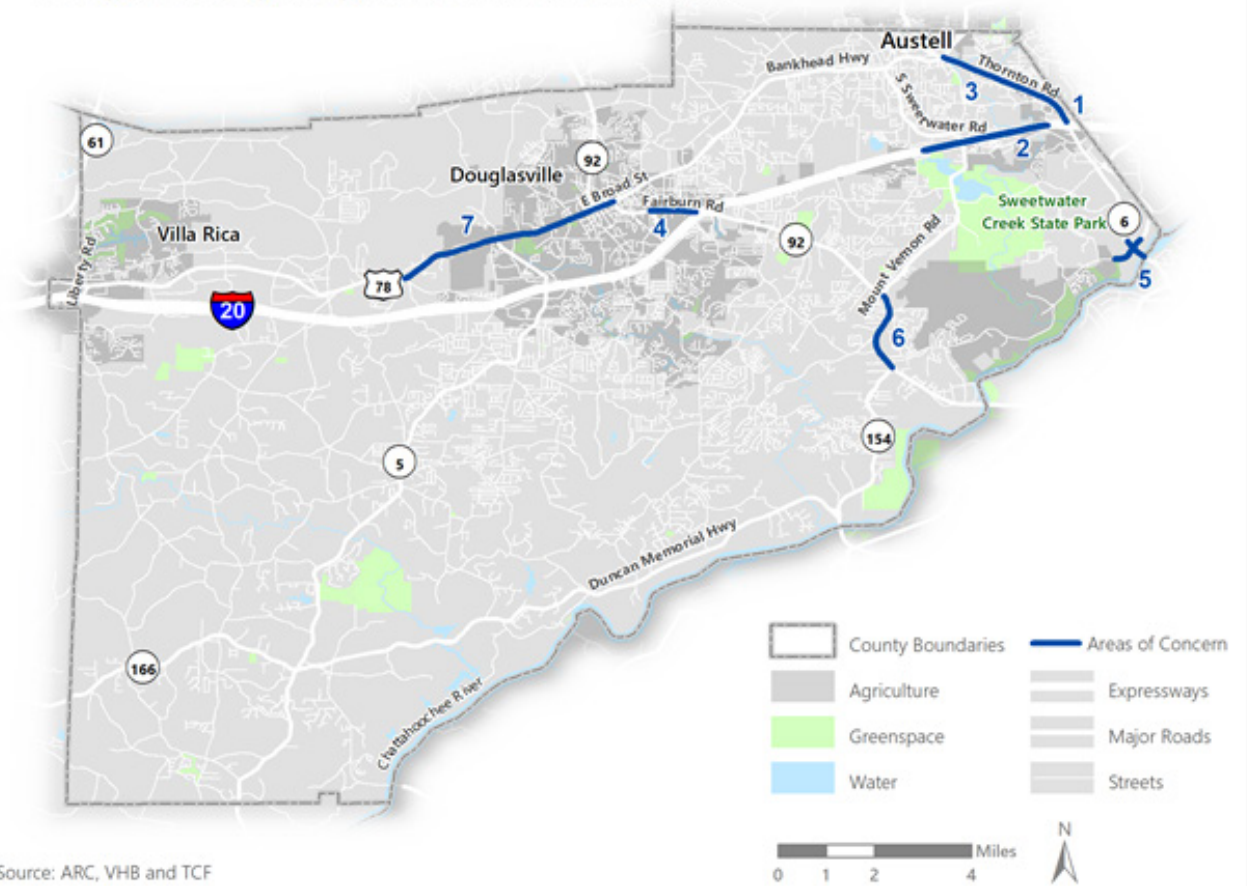 Austell
Bankhead Hwy
Thornton Rd
3
1
S Sweetwater Rd
2
61
92
Douglasville
E Broad St
Fairburn Rd
4
7
Sweetwater
Creek State Park
6
92
5
Villa Rica
Liberty Rd
78
20
Mount Vernon Rd
6
154
5
Duncan Memorial Hwy
166
Chattahoochee River
County Boundaries
Agriculture
Greenspace
Water
Areas of Concern
Expressways
Major Roads
Streets
Miles
0 1 2 4
N
Source: ARC, VHB and TCF